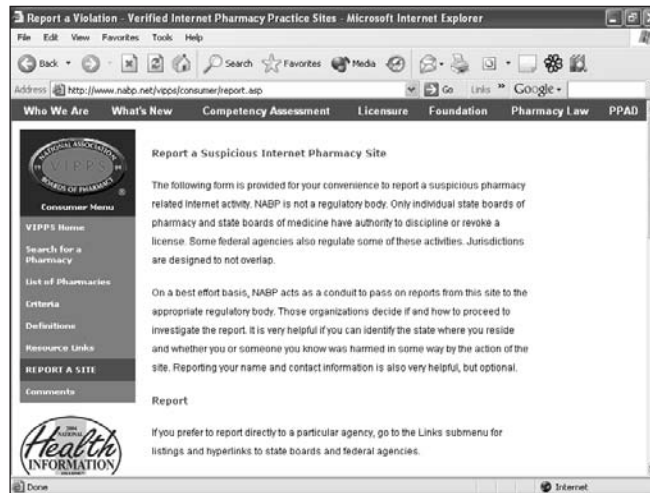 Report a Violation - Verified Internet Pharmacy Practice Sites - Microsoft Internet Explorer
File Edit View Favorites Tools Help
Back Search Favorites Media
Address http://www.nabp.net/vipps/consumer/report.asp Go Links » Google
Who We Are What's New Competency Assessment Licensure Foundation Pharmacy Law PPAD
NATIONAL ASSOCIATION
VIPPS
BOARDS OF PHARMACY
®
Consumer Menu
VIPPS Home
Search for a
Pharmacy
List of Pharmacies
Criteria
Definitions
Resource Links
REPORT A SITE
Comments
2004
NATIONAL
Health
INFORMATION
Report a Suspicious Internet Pharmacy Site
The following form is provided for your convenience to report a suspicious pharmacy
related Internet activity. NABP is not a regulatory body. Only individual state boards of
pharmacy and state boards of medicine have authority to discipline or revoke a
license. Some federal agencies also regulate some of these activities. Jurisdictions
are designed to not overlap.
On a best effort basis, NABP acts as a conduit to pass on reports from this site to the
appropriate regulatory body. Those organizations decide if and how to proceed to
investigate the report. It is very helpful if you can identify the state where you reside
and whether you or someone you know was harmed in some way by the action of the
site. Reporting your name and contact information is also very helpful, but optional.
Report
If you prefer to report directly to a particular agency, go to the Links submenu for
listings and hyperlinks to state boards and federal agencies.
Done Internet